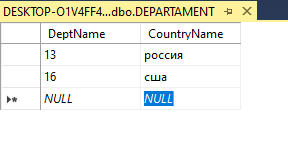 DESKTOP-O1V4FF4...dbo.DEPARTAMENT
DeptName CountryName
13 россия
16 сша
NULL NULL